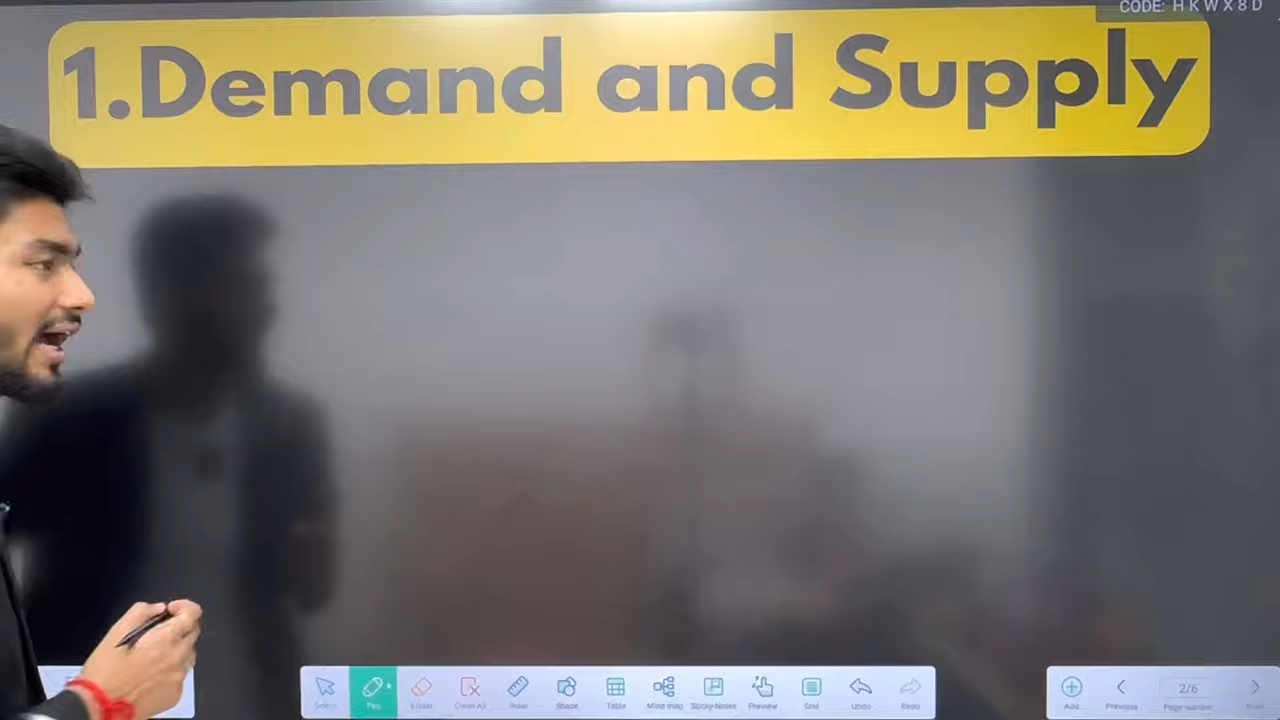 CODE: HKWX8D
1.Demand and Supply
Select
Pen
Eraser
Clean All
Ruler
Shape
Table
Mind map
Sticky Notes
Preview
Grid
Undo
Redo
Add
Previous
2/6
Page number
Next